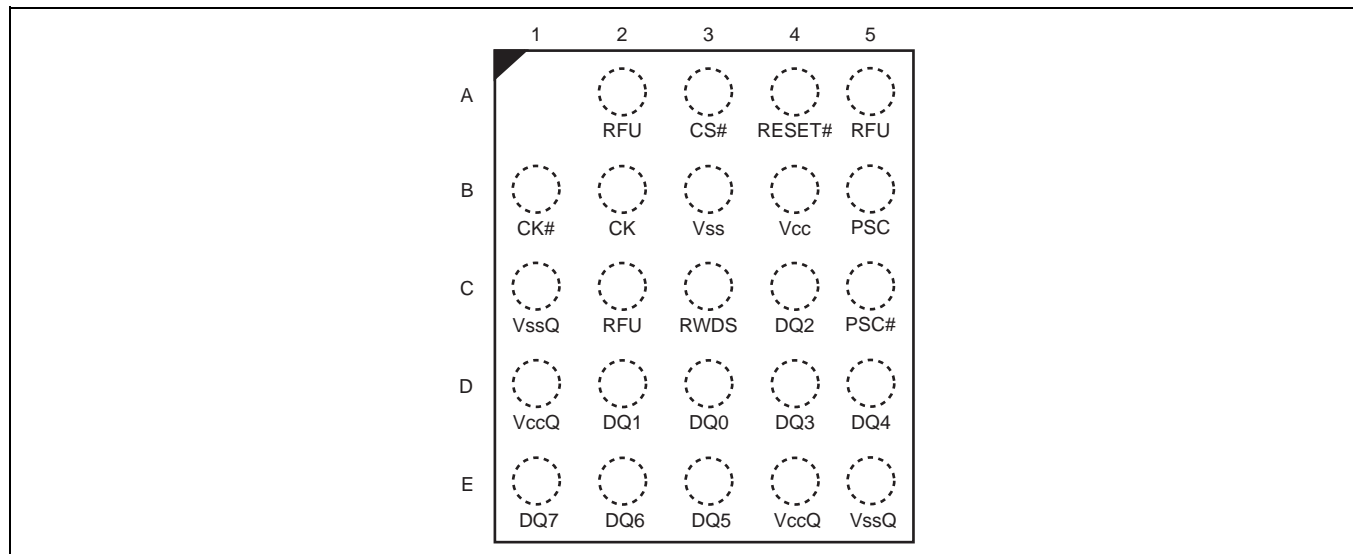 1 2 3 4 5
A
RFU CS# RESET# RFU
B
CK# CK Vss Vcc PSC
C
VssQ RFU RWDS DQ2 PSC#
D
VccQ DQ1 DQ0 DQ3 DQ4
E
DQ7 DQ6 DQ5 VccQ VssQ